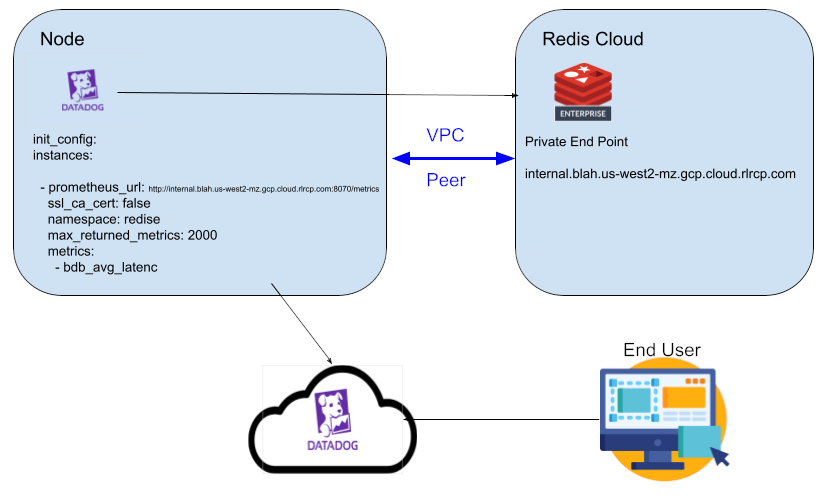 Node
DATADOG
init_config:
instances:
- prometheus_url: http://internal.blah.us-west2-mz.gcp.cloud.rlrcp.com:8070/metrics
ssl_ca_cert: false
namespace: redise
max_returned_metrics: 2000
metrics:
- bdb_avg_latenc
VPC
Peer
Redis Cloud
ENTERPRISE
Private End Point
internal.blah.us-west2-mz.gcp.cloud.rlrcp.com
DATADOG
End User